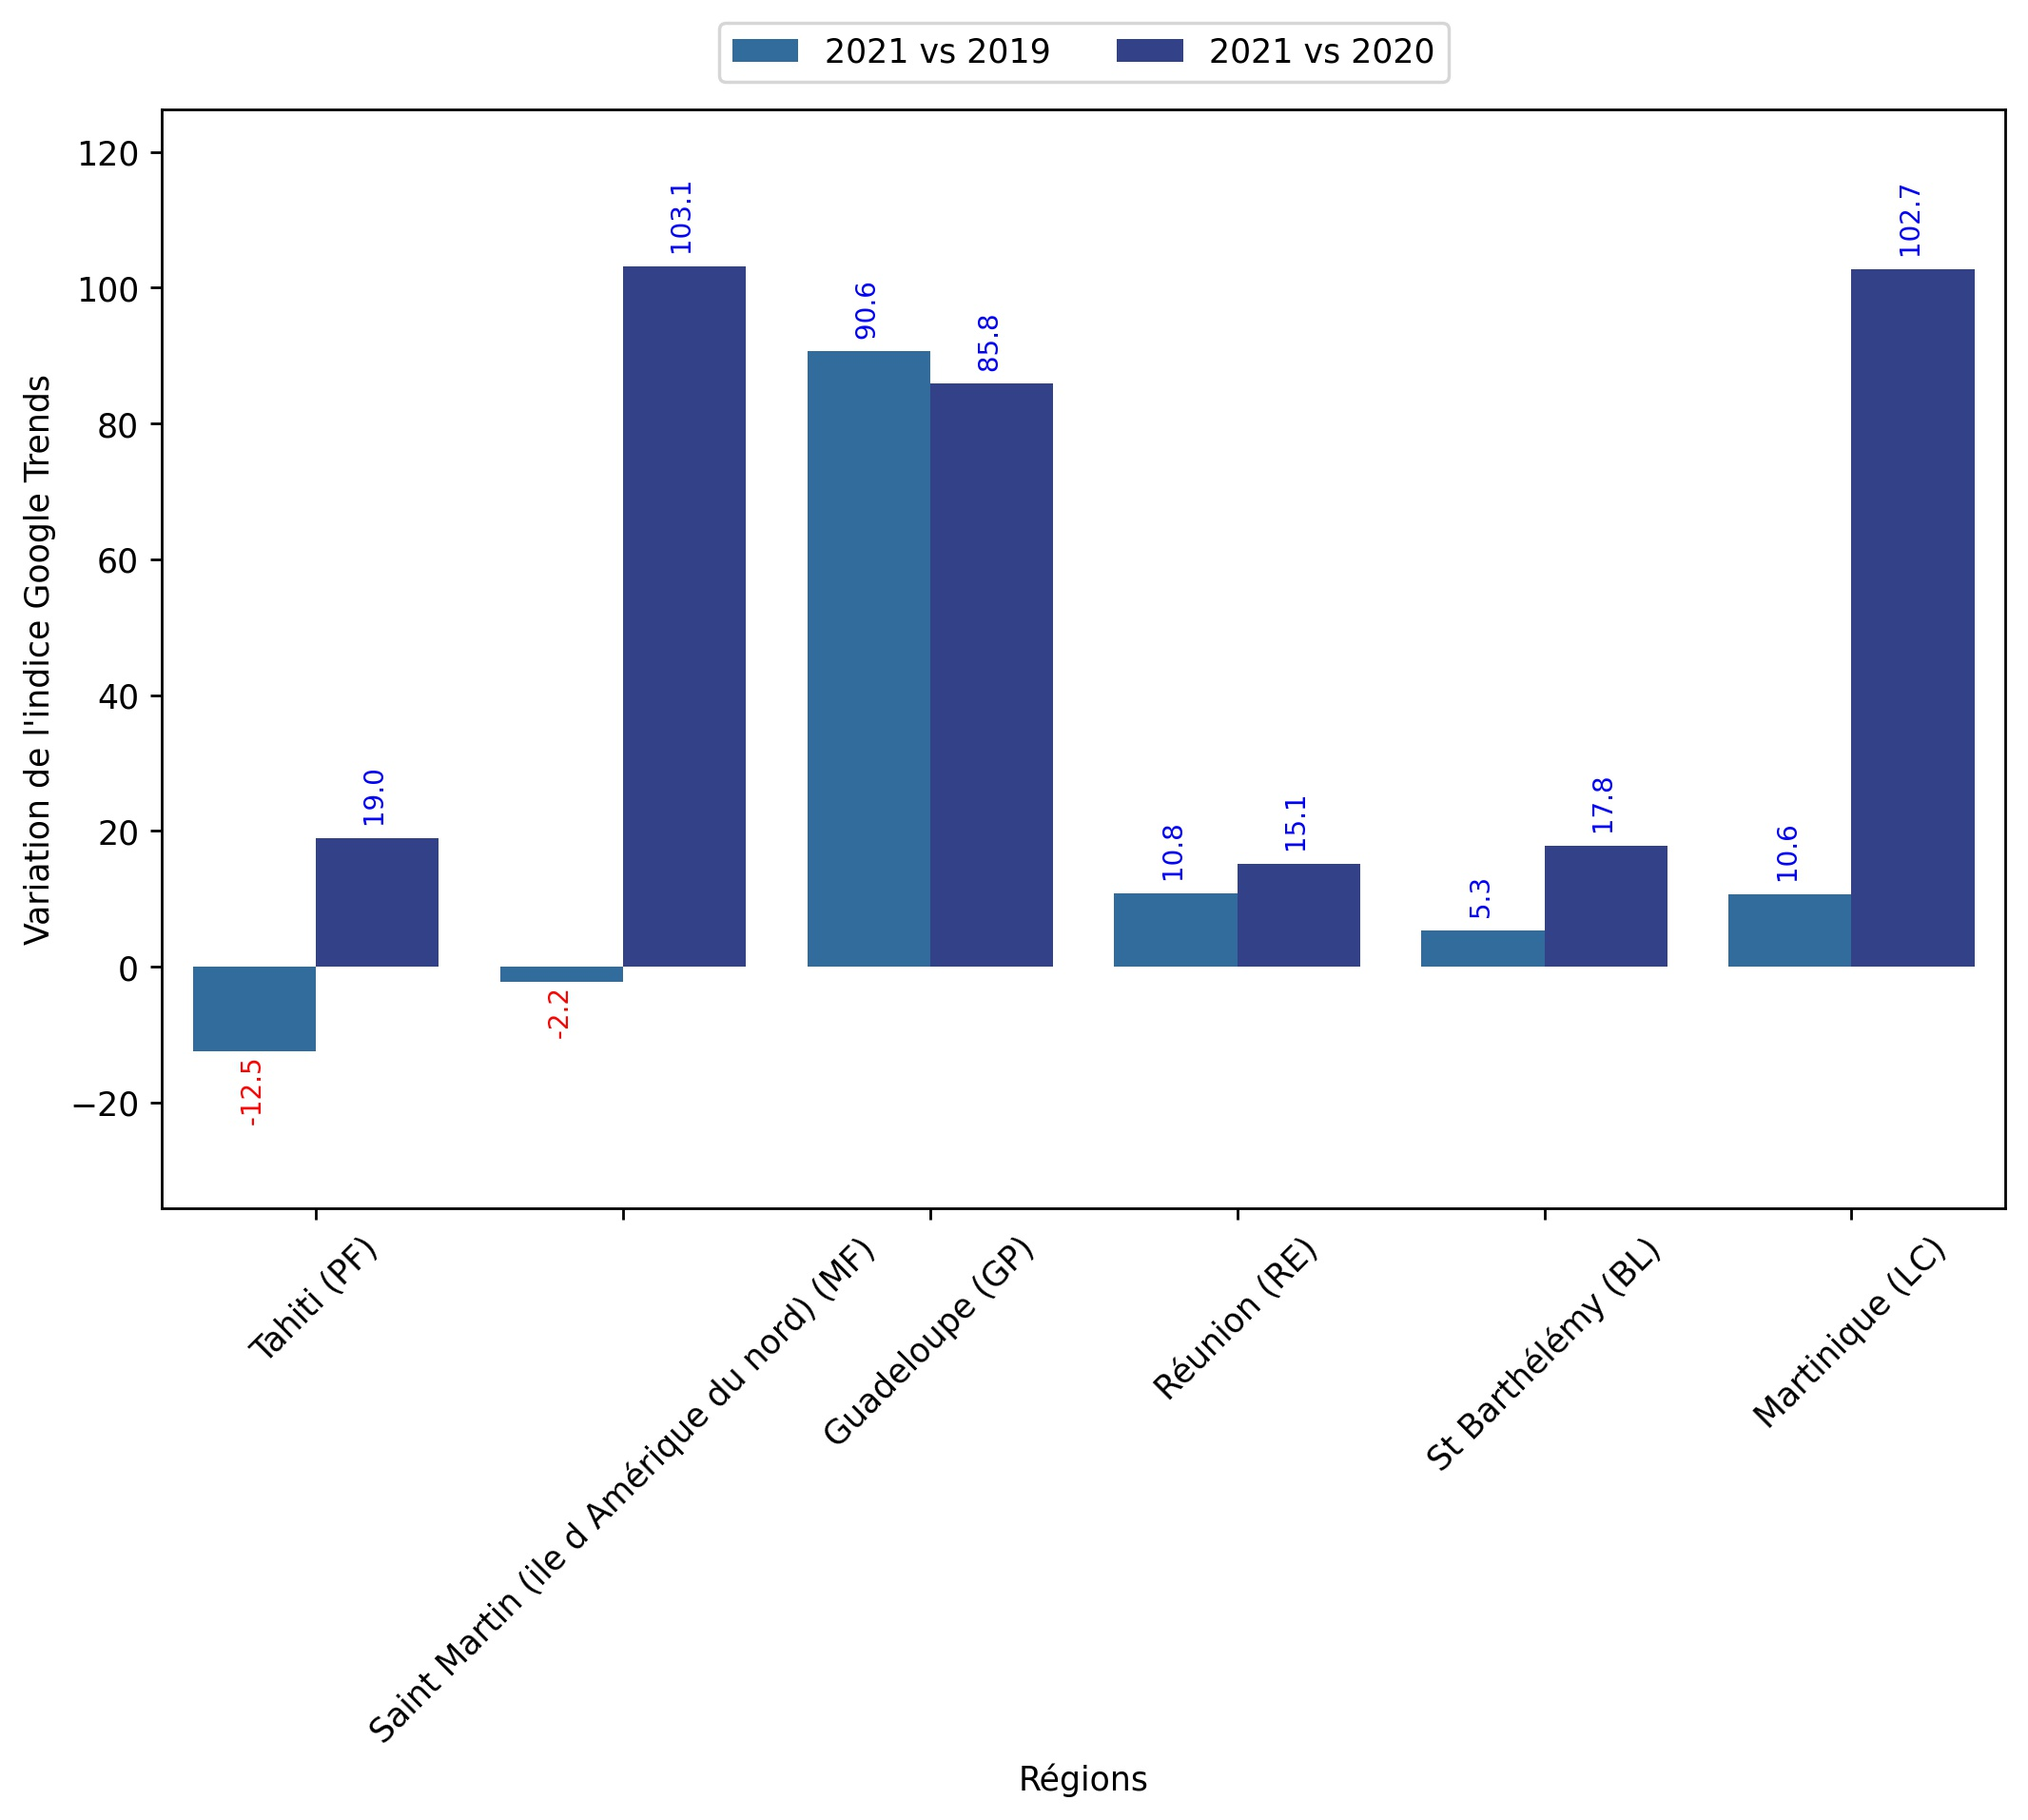 2021 vs 2019
2021 vs 2020
Variation de l'indice Google Trends
120
100
80
60
40
20
0
−20
-12.5
19.0
-2.2
103.1
90.6
85.8
10.8
15.1
5.3
17.8
10.6
102.7
Tahiti (PF)
Saint Martin (ile d Amérique du nord) (MF)
Guadeloupe (GP)
Réunion (RE)
St Barthélémy (BL)
Martinique (LC)
Régions